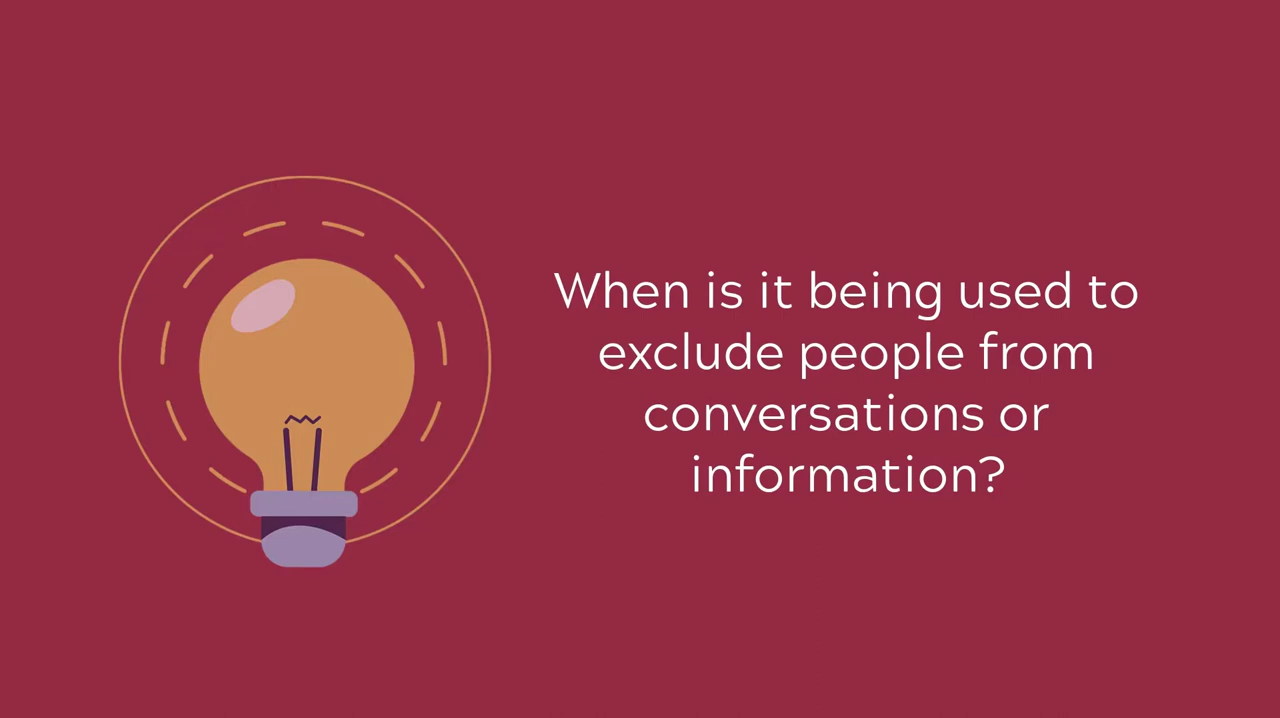 When is it being used to
exclude people from
conversations or
information?